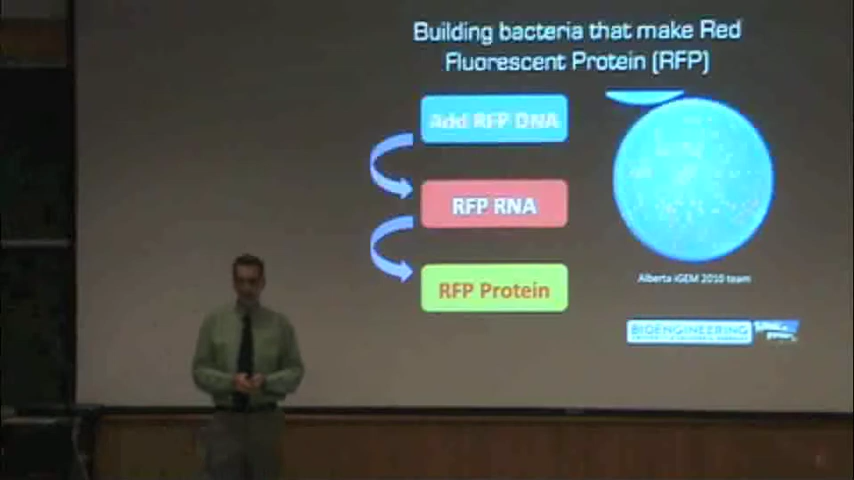 Building bacteria that make Red
Fluorescent Protein (RFP)
Add RFP DNA
RFP RNA
RFP Protein
Alberta iGEM 2010 team
BIOENGINEERING